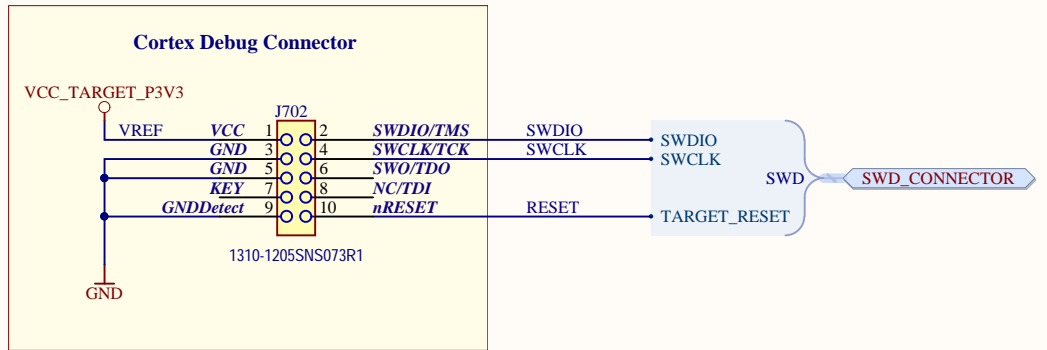 Cortex Debug Connector
VCC_TARGET_P3V3
J702
VREF VCC 1 2 SWDIO/TMS SWDIO SWDIO
GND 3 4 SWCLK/TCK SWCLK SWCLK
GND 5 6 SWO/TDO SWD SWD_CONNECTOR
KEY 7 8 NC/TDI
GNDDetect 9 10 nRESET RESET TARGET_RESET
1310-1205SNS073R1
GND